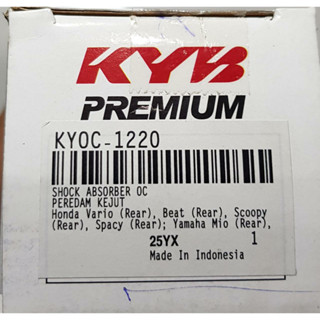 KYB
PREMIUM
KYOC-1220
SHOCK ABSORBER OC
PEREDAM KEJUT
Honda Vario (Rear), Beat (Rear), Scoopy
(Rear), Spacy (Rear); Yamaha Mio (Rear),
25YX 1
Made In Indonesia